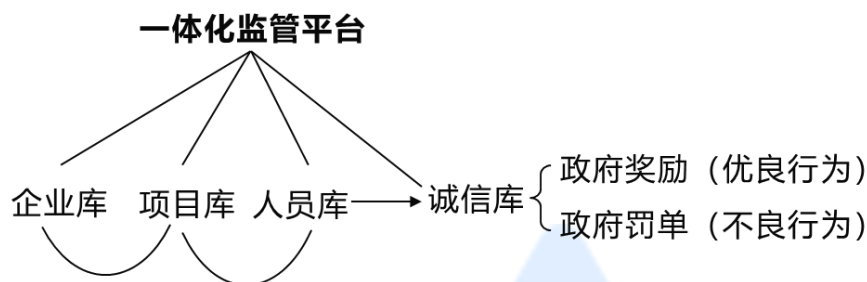 一体化监管平台
企业库 项目库 人员库 诚信库
政府奖励（优良行为）
政府罚单（不良行为）